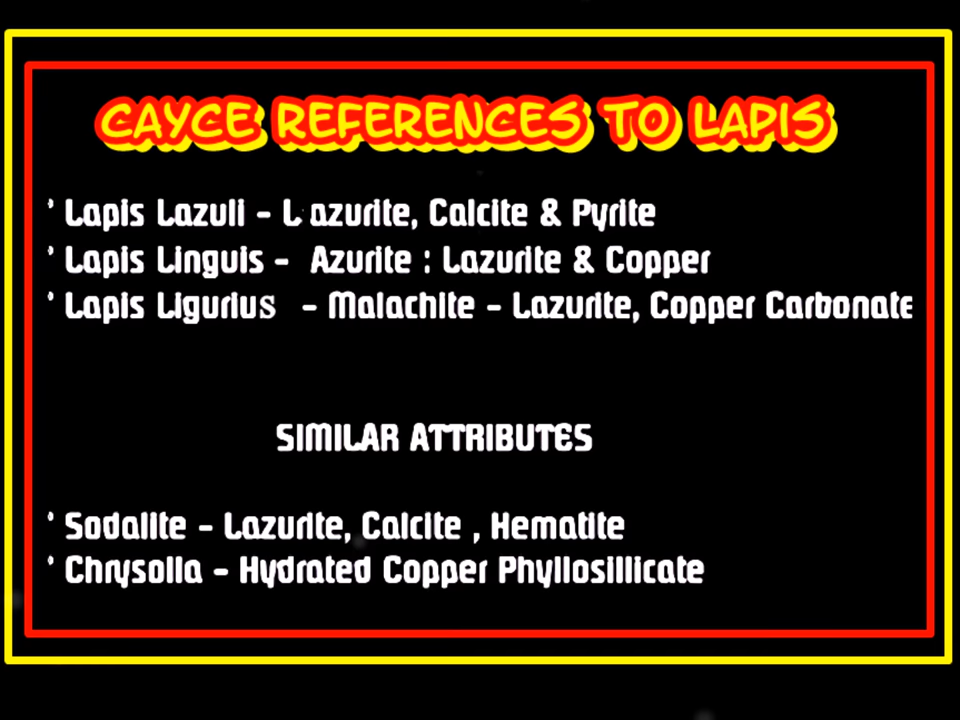 CAYCE REFERENCES TO LAPIS
' Lapis Lazuli - Lazurite, Calcite & Pyrite
' Lapis Linguis - Azurite : Lazurite & Copper
' Lapis Ligurius - Malachite - Lazurite, Copper Carbonate
SIMILAR ATTRIBUTES
' Sodalite - Lazurite, Calcite , Hematite
' Chrysolla - Hydrated Copper Phyllosillicate